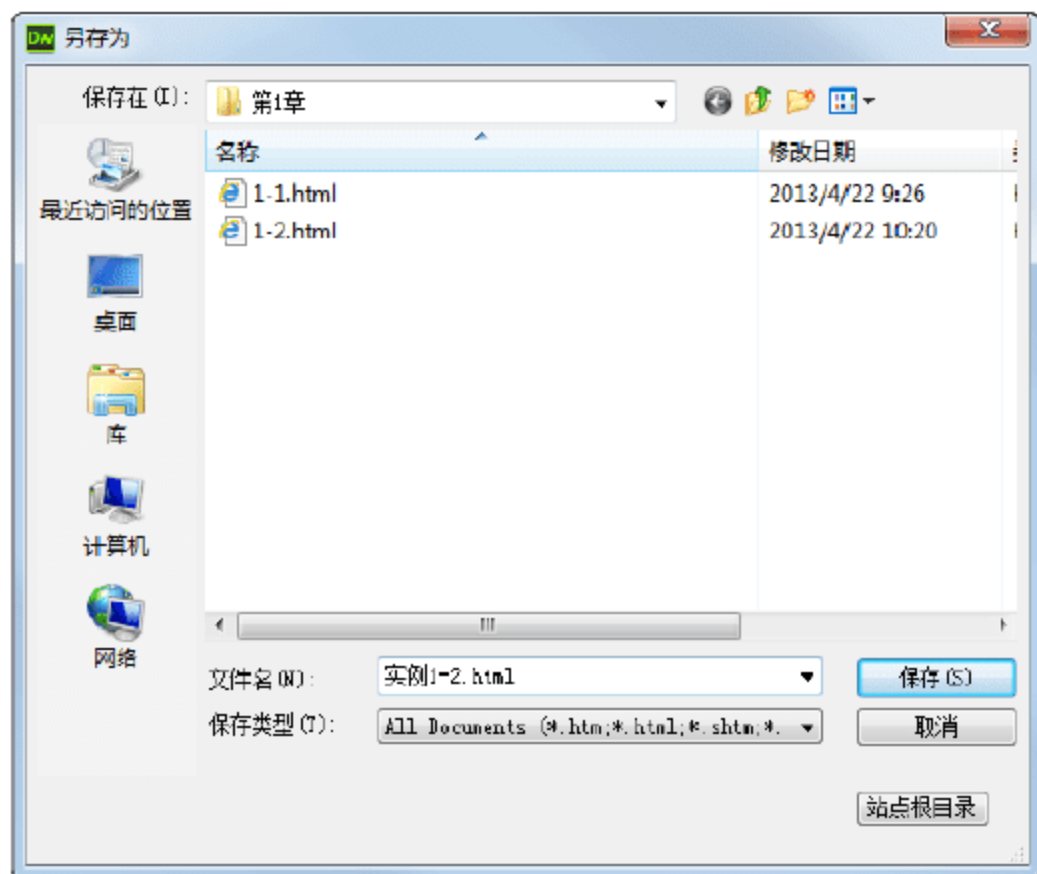 Dw 另存为
保存在(I): 第1章
名称 修改日期
1-1.html 2013/4/22 9:26
1-2.html 2013/4/22 10:20
最近访问的位置
桌面
库
计算机
网络
文件名(N): 实例1-2.html 保存(S)
保存类型(T): All Documents (*.htm;*.html;*.shtm;*. 取消
站点根目录